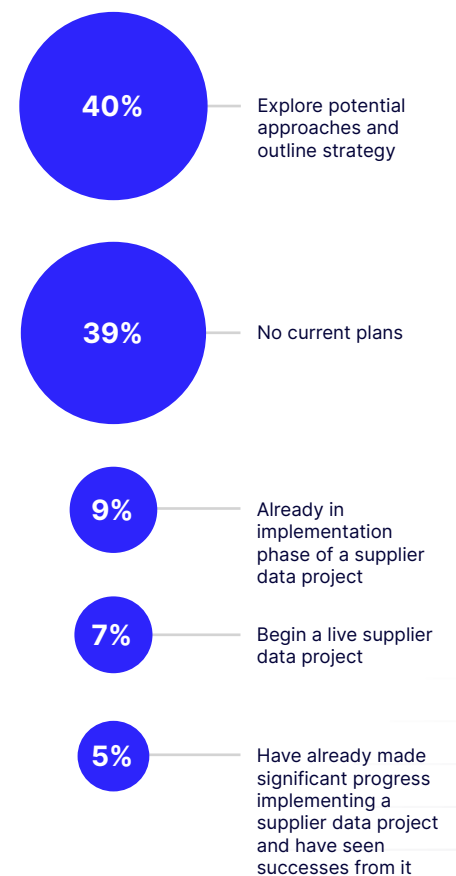 40%
Explore potential
approaches and
outline strategy
39%
No current plans
9%
Already in
implementation
phase of a supplier
data project
7%
Begin a live supplier
data project
5%
Have already made
significant progress
implementing a
supplier data project
and have seen
successes from it